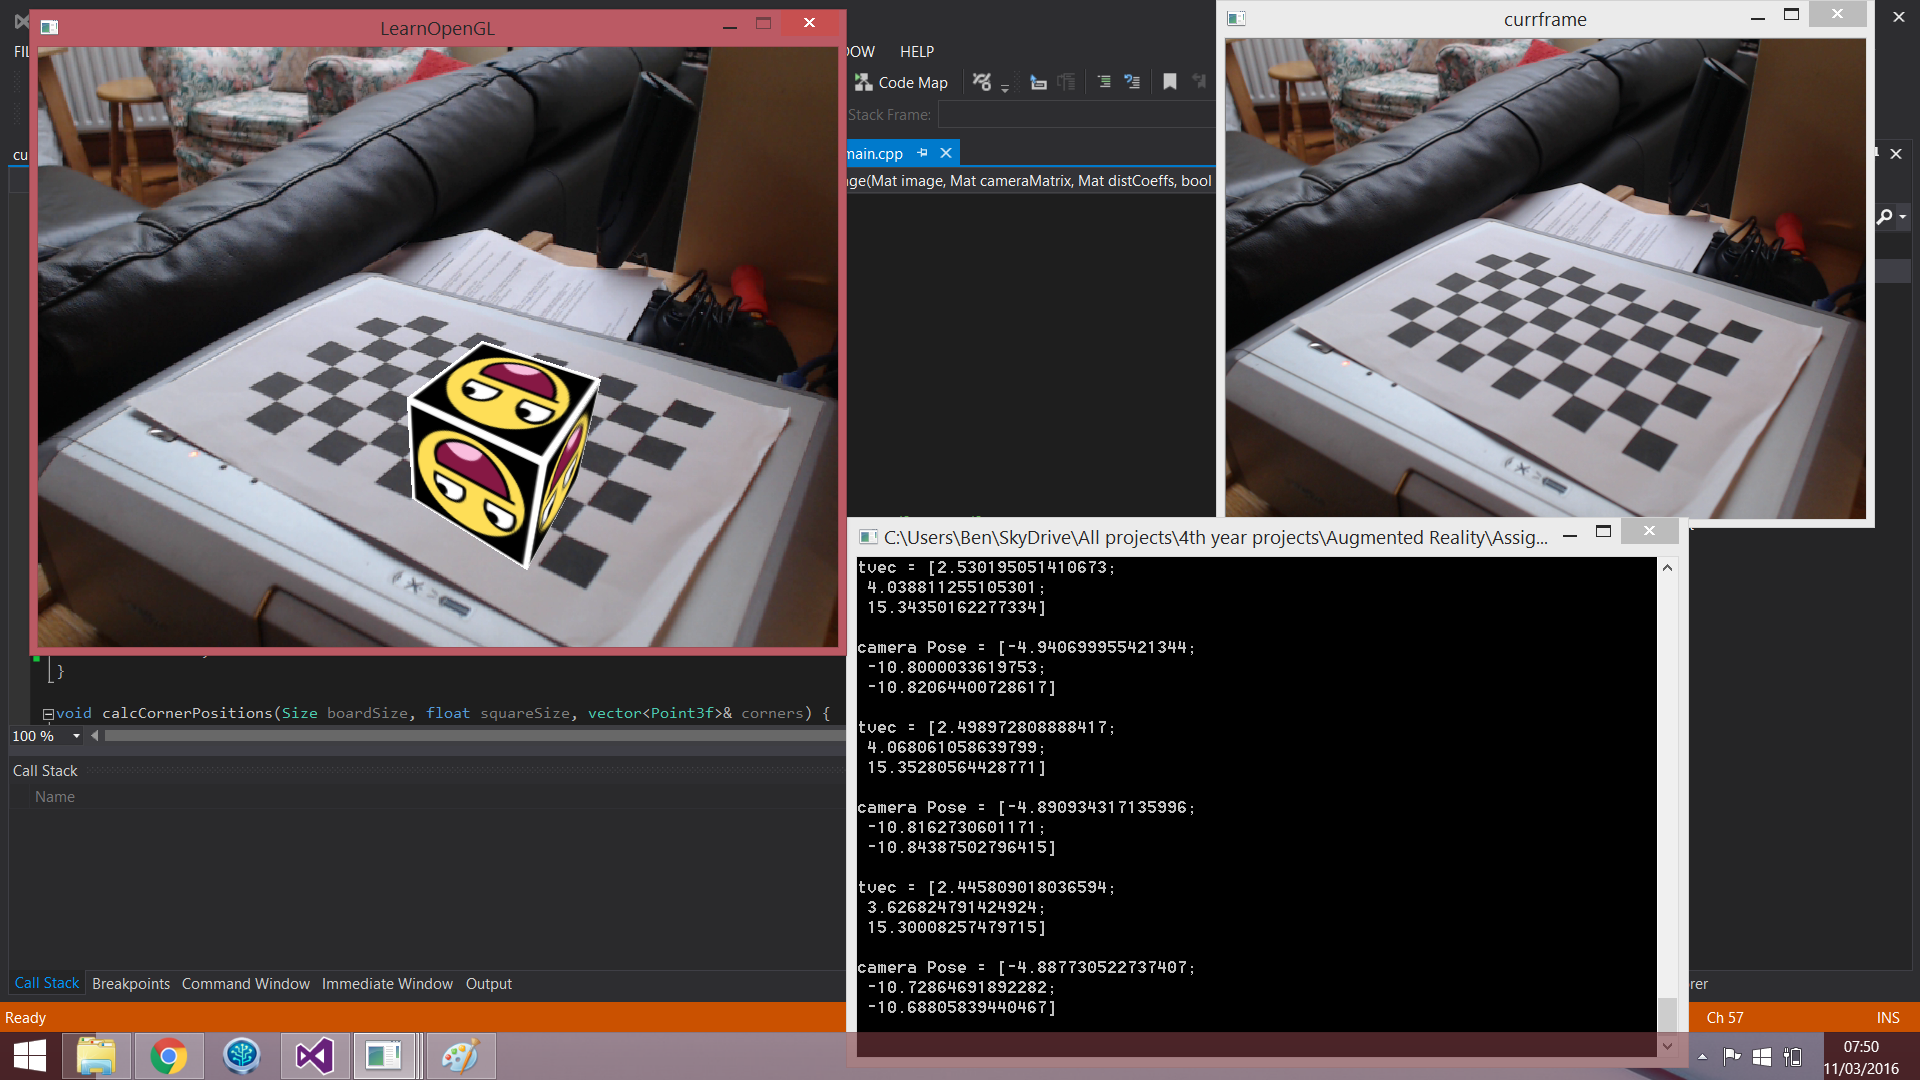 LearnOpenGL
currframe
FIL
OW
HELP
Code Map
Stack Frame:
cu
main.cpp
age(Mat image, Mat cameraMatrix, Mat distCoeffs, bool
}
void calcCornerPositions(Size boardSize, float squareSize, vector<Point3f>& corners) {
100 %
Call Stack
Name
Call Stack Breakpoints Command Window Immediate Window Output
C:\Users\Ben\SkyDrive\All projects\4th year projects\Augmented Reality\Assig...
tvec = [2.530195051410673;
4.038811255105301;
15.34350162277334]
camera Pose = [-4.940699955421344;
-10.8000033619753;
-10.82064400728617]
tvec = [2.498972808888417;
4.068061058639799;
15.35280564428771]
camera Pose = [-4.890934317135996;
-10.8162730601171;
-10.84387502796415]
tvec = [2.445809018036594;
3.626824791424924;
15.30008257479715]
camera Pose = [-4.887730522737407;
-10.72864691892282;
-10.68805839440467]
rer
Ready
Ch 57
INS
07:50
11/03/2016